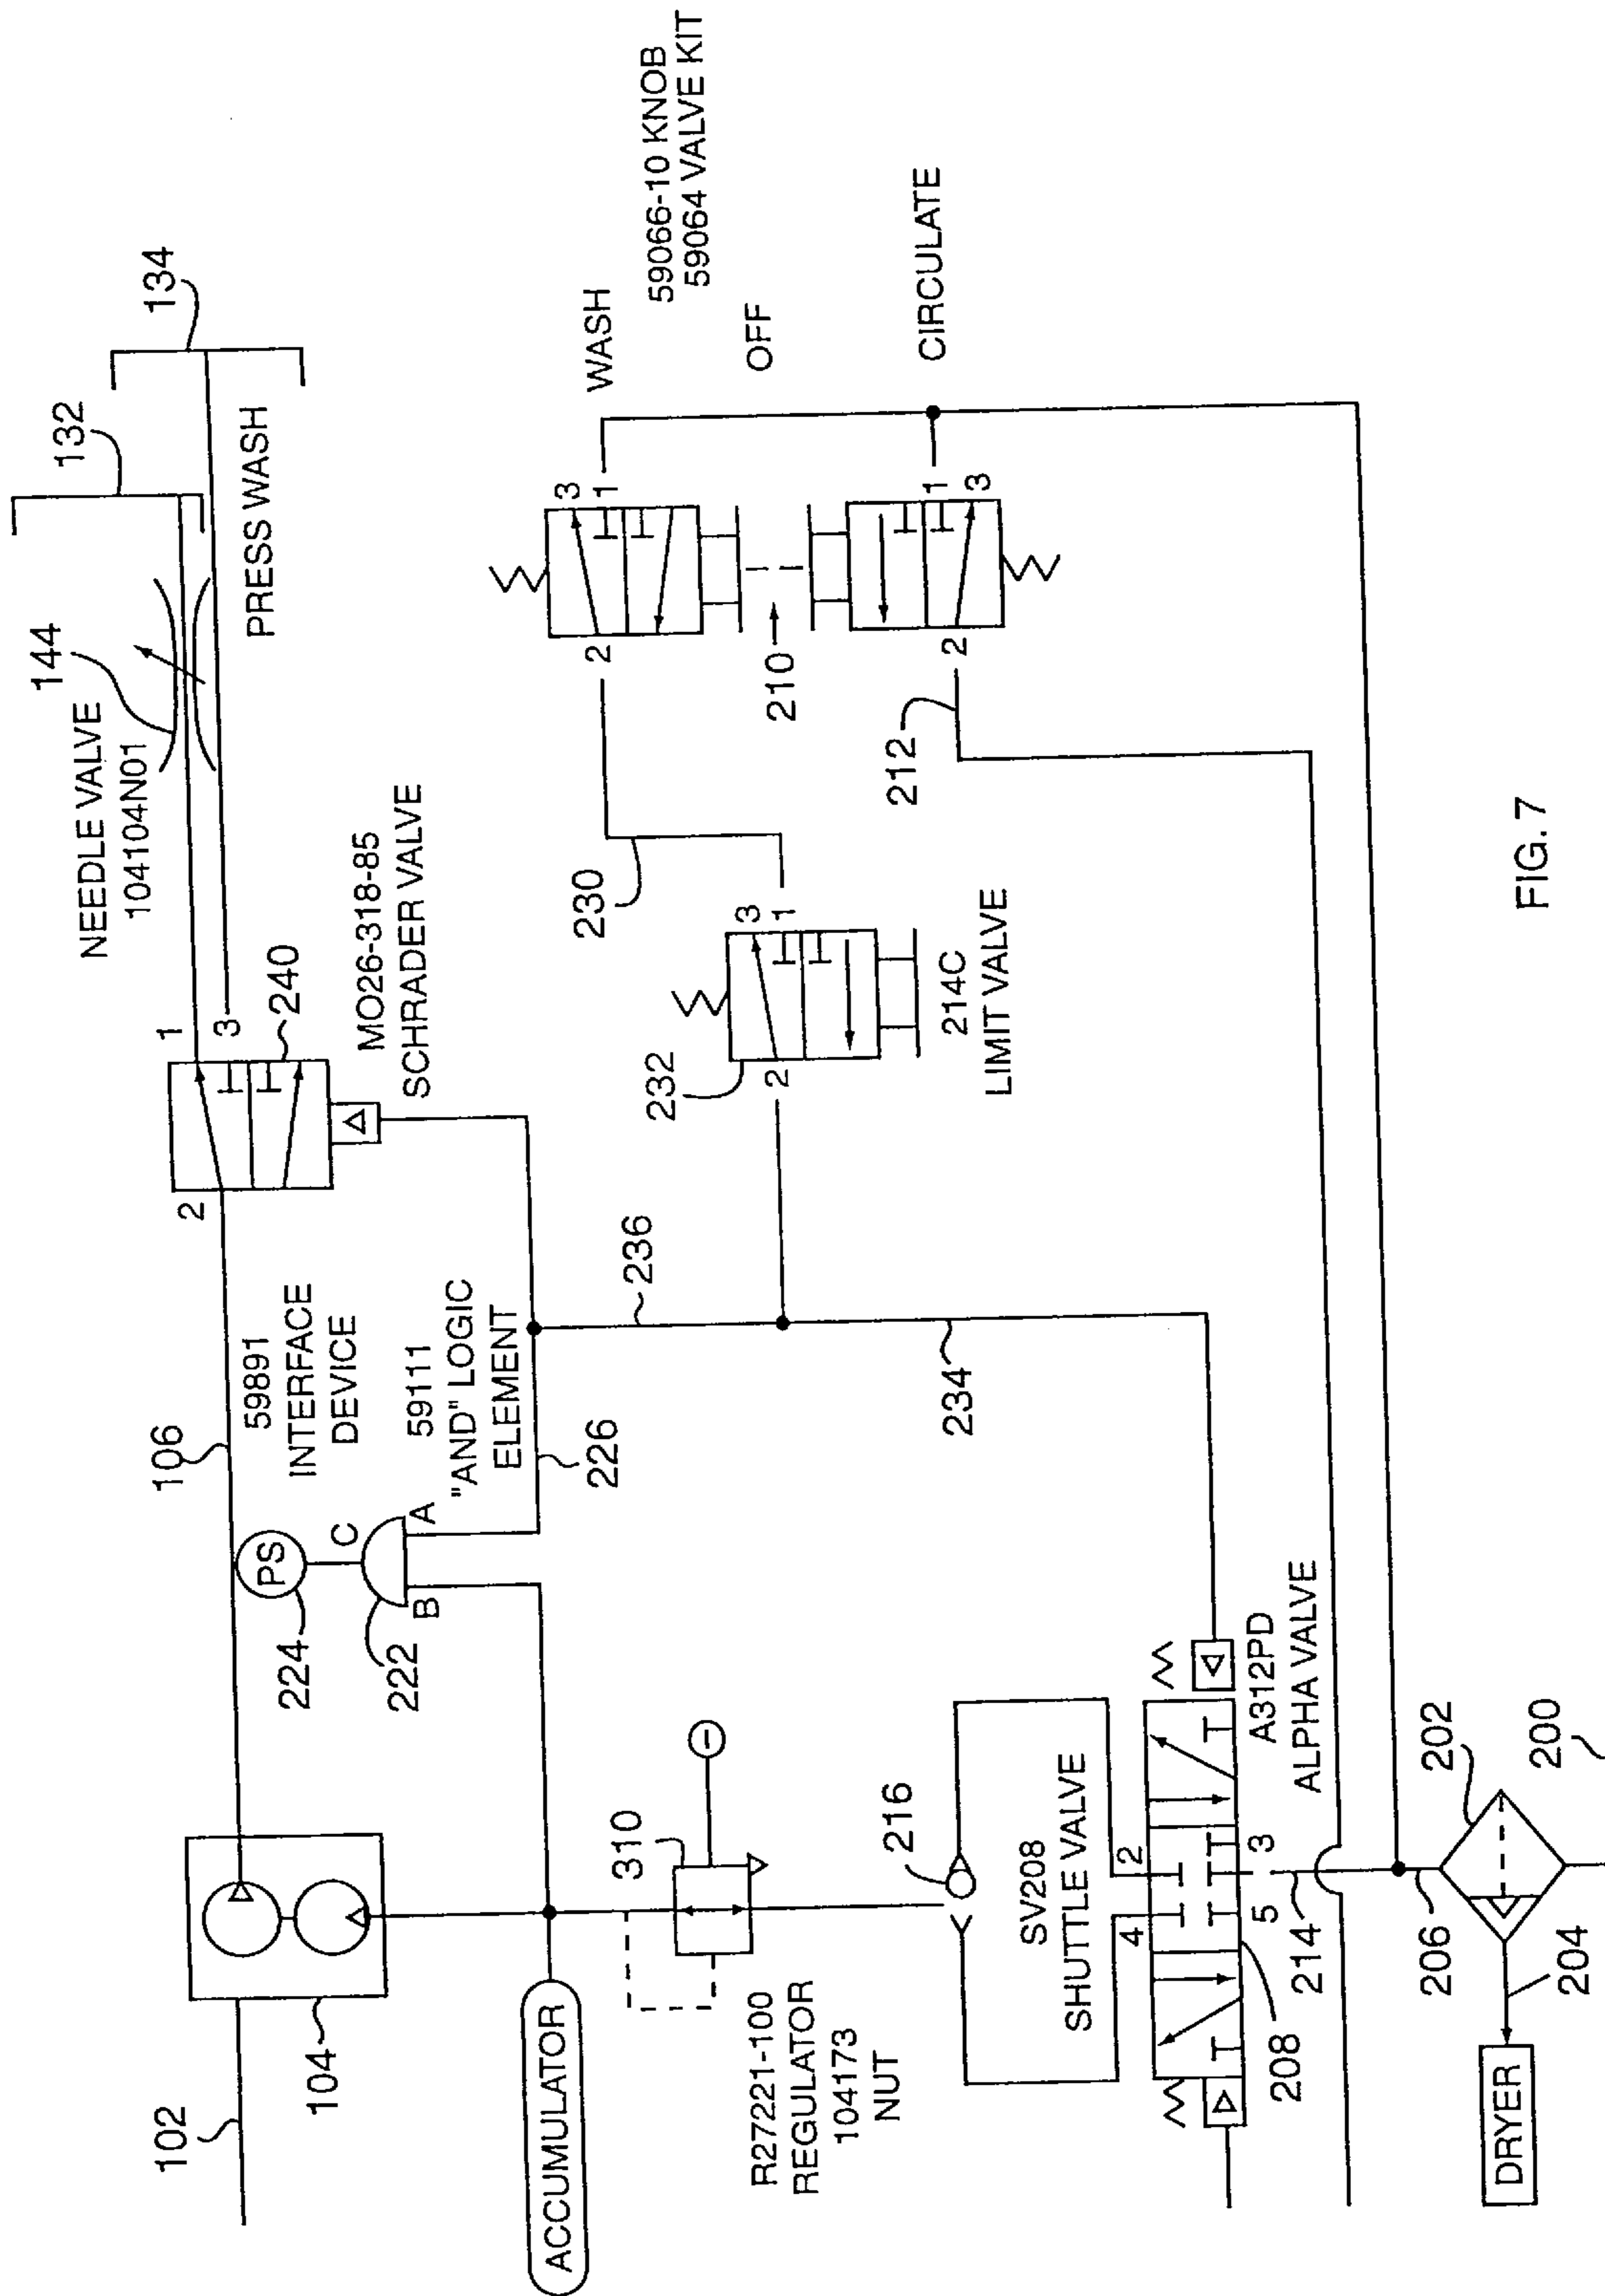 134
132
144
NEEDLE VALVE
104104N01
PRESS WASH
1
3
2
240
MO26-318-85
SCHRADER VALVE
106
59891
INTERFACE
DEVICE
59111
"AND" LOGIC
ELEMENT
PS
C
A
B
224
222
226
236
234
102
104
ACCUMULATOR
310
R27221-100
REGULATOR
104173
NUT
216
SV208
SHUTTLE VALVE
4
2
5
3
A312PD
ALPHA VALVE
208
214
206
202
204
200
DRYER
WASH
59066-10 KNOB
59064 VALVE KIT
OFF
CIRCULATE
3
1
2
210
1
3
2
212
230
3
1
2
232
214C
LIMIT VALVE
FIG. 7